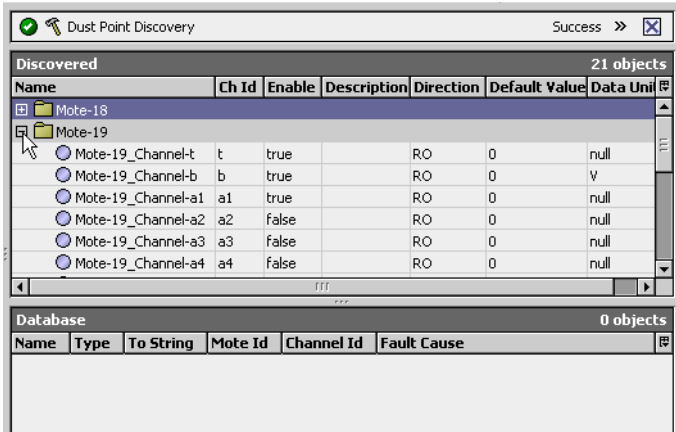 Dust Point Discovery Success »
Discovered 21 objects
Name Ch Id Enable Description Direction Default Value Data Uni
Mote-18
Mote-19
Mote-19_Channel-t t true RO 0 null
Mote-19_Channel-b b true RO 0 V
Mote-19_Channel-a1 a1 true RO 0 null
Mote-19_Channel-a2 a2 false RO 0 null
Mote-19_Channel-a3 a3 false RO 0 null
Mote-19_Channel-a4 a4 false RO 0 null
Database 0 objects
Name Type To String Mote Id Channel Id Fault Cause